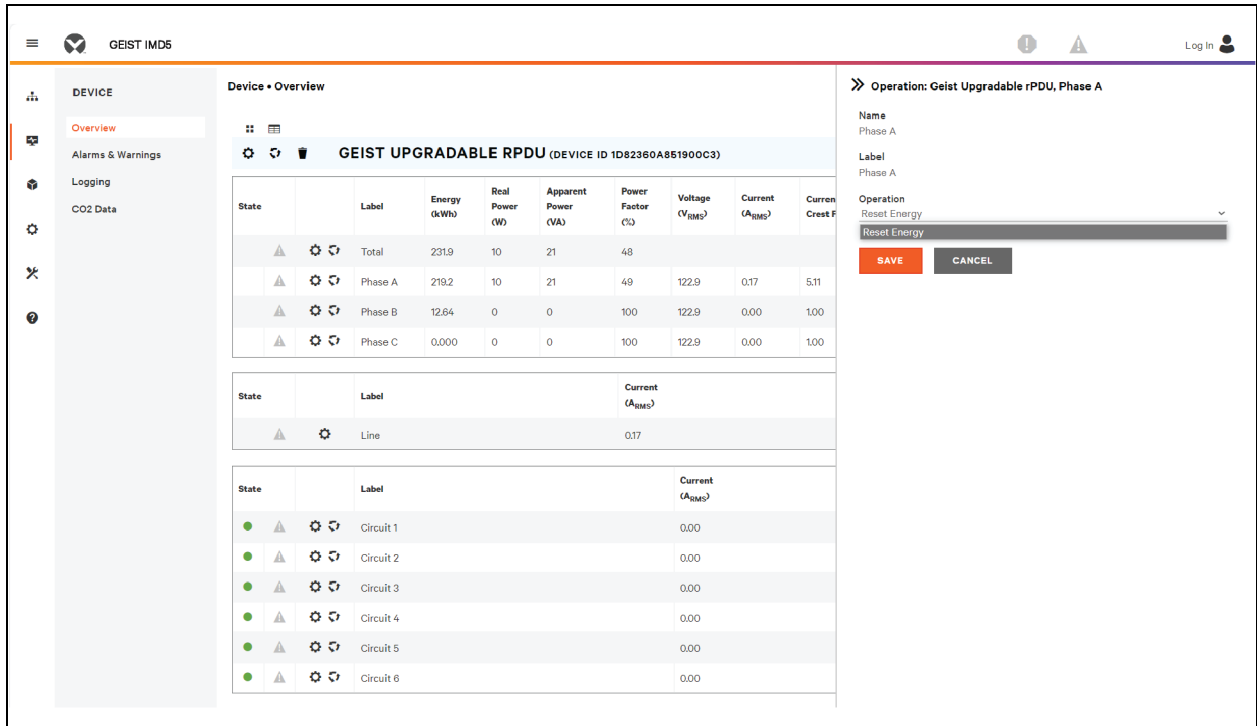 GEIST IMD5
Log In
DEVICE
Overview
Alarms & Warnings
Logging
CO2 Data
Device • Overview
GEIST UPGRADABLE RPDU (DEVICE ID 1D82360A851900C3)
State Label Energy (kWh) Real Power (W) Apparent Power (VA) Power Factor (%) Voltage (VRMS) Current (ARMS) Curren Crest F
Total 231.9 10 21 48
Phase A 219.2 10 21 49 122.9 0.17 5.11
Phase B 12.64 0 0 100 122.9 0.00 1.00
Phase C 0.000 0 0 100 122.9 0.00 1.00
State Label Current (ARMS)
Line 0.17
State Label Current (ARMS)
Circuit 1 0.00
Circuit 2 0.00
Circuit 3 0.00
Circuit 4 0.00
Circuit 5 0.00
Circuit 6 0.00
Operation: Geist Upgradable rPDU, Phase A
Name
Phase A
Label
Phase A
Operation
Reset Energy
Reset Energy
SAVE CANCEL